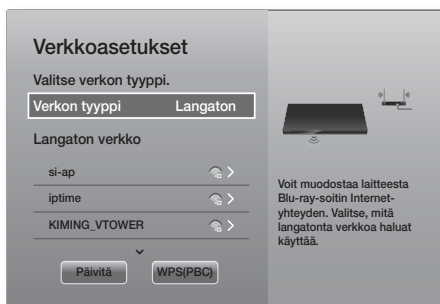 Verkkoasetukset
Valitse verkon tyyppi.
Verkon tyyppi Langaton
Langaton verkko
si-ap
iptime
KIMING_VTOWER
Päivitä WPS(PBC)
Voit muodostaa laitteesta
Blu-ray-soitin Internet-
yhteyden. Valitse, mitä
langatonta verkkoa haluat
käyttää.